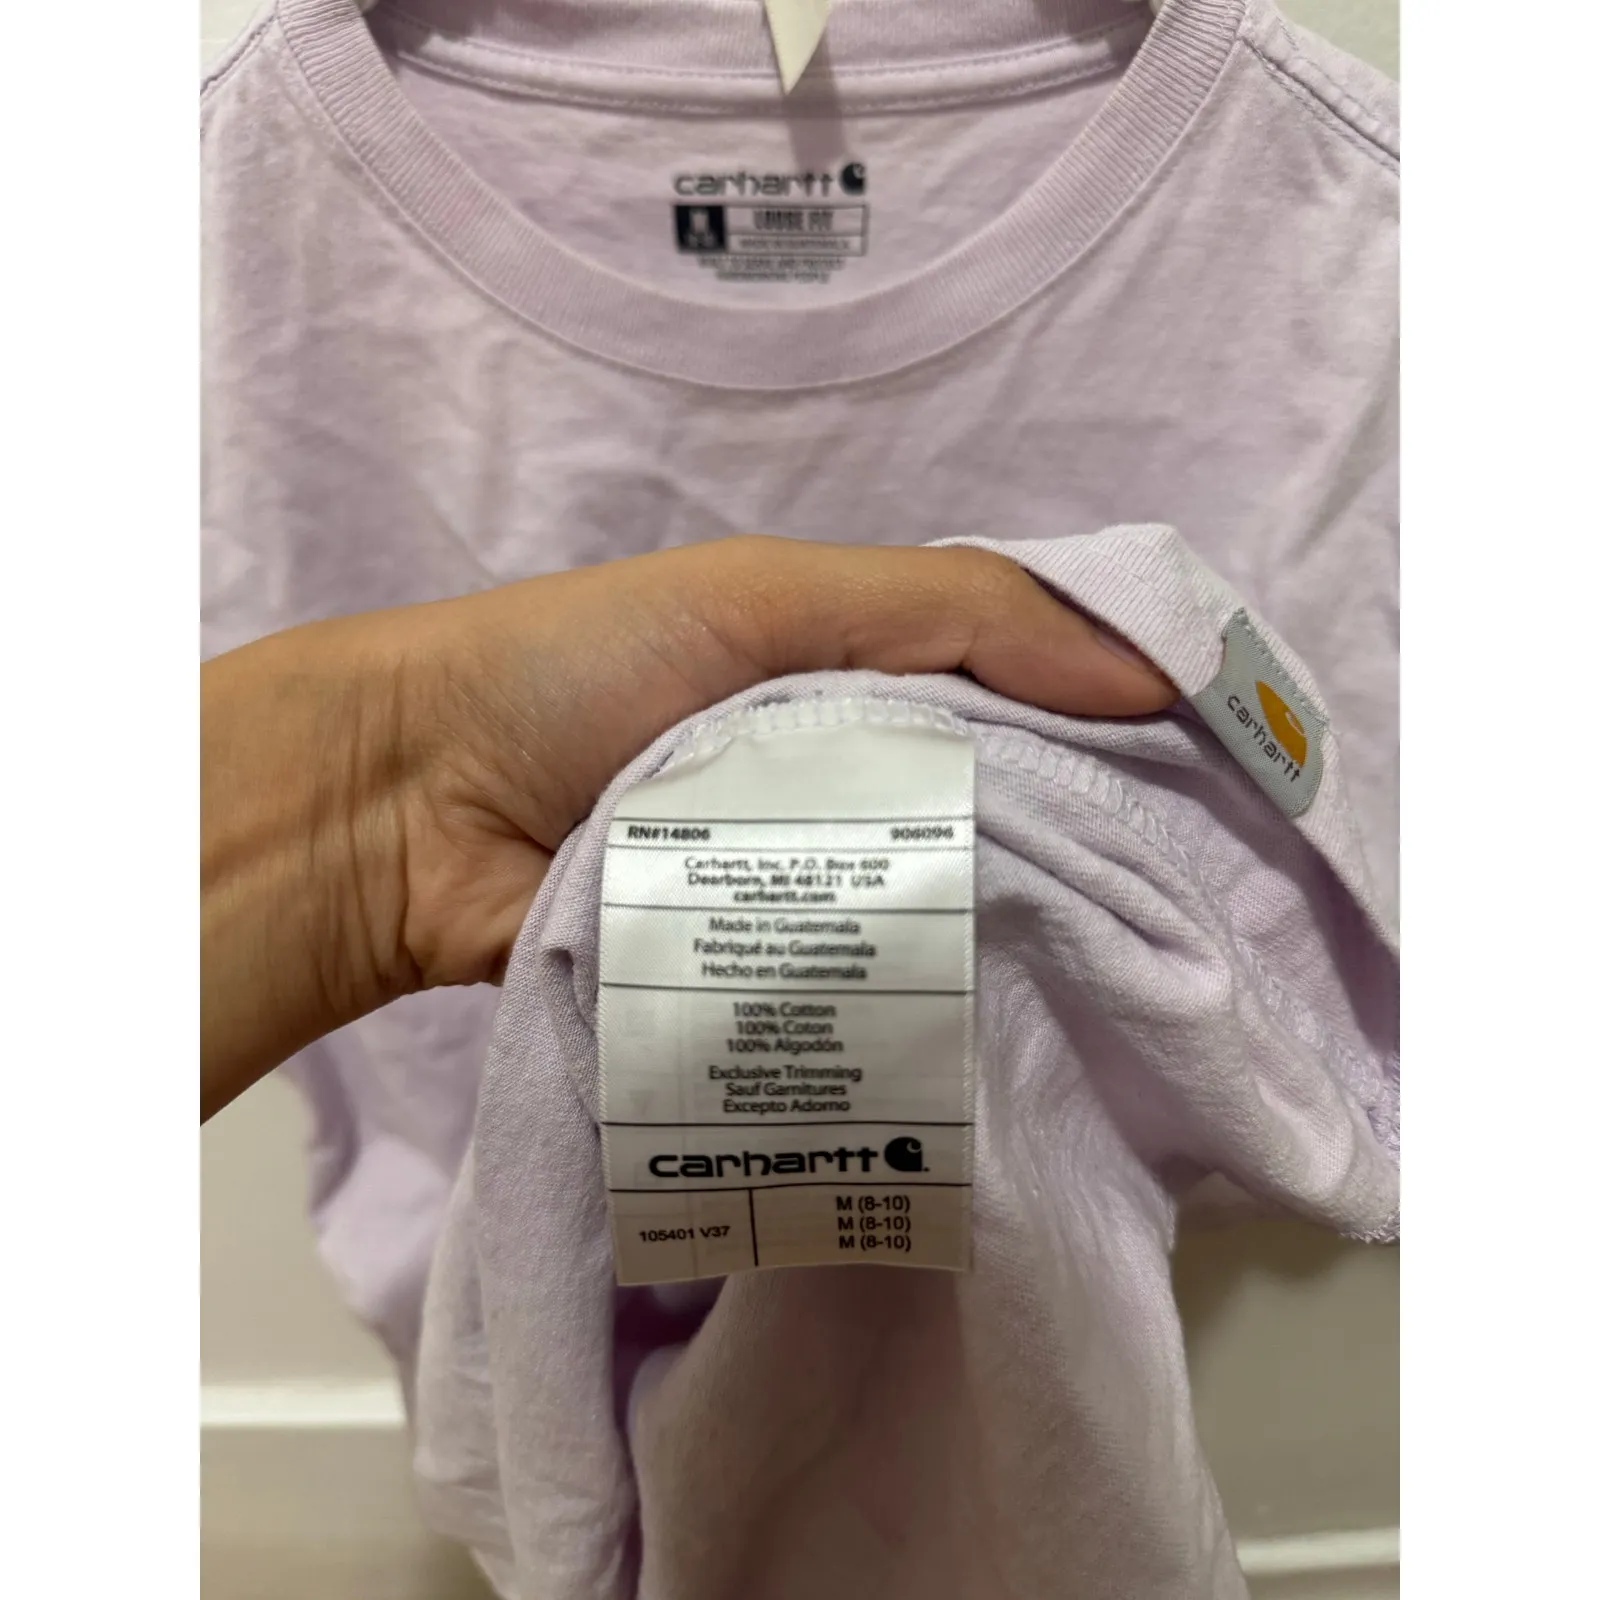 carhartt
M
LOOSE FIT
carhartt
RN#14806 906096
Carhartt, Inc. P.O. Box 600
Dearborn, MI 48121 USA
carhartt.com
Made in Guatemala
Fabriqué au Guatemala
Hecho en Guatemala
100% Cotton
100% Coton
100% Algodón
Exclusive Trimming
Sauf Garnitures
Excepto Adorno
carhartt
105401 V37
M (8-10)
M (8-10)
M (8-10)